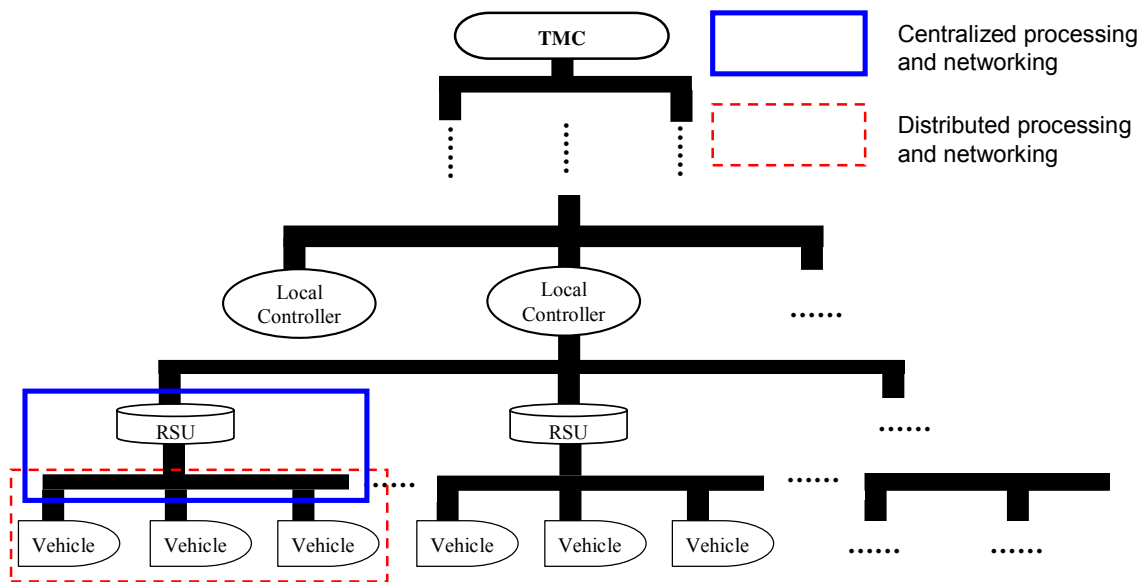 TMC
Centralized processing
and networking
Distributed processing
and networking
Local
Controller
Local
Controller
RSU
RSU
Vehicle
Vehicle
Vehicle
Vehicle
Vehicle
Vehicle